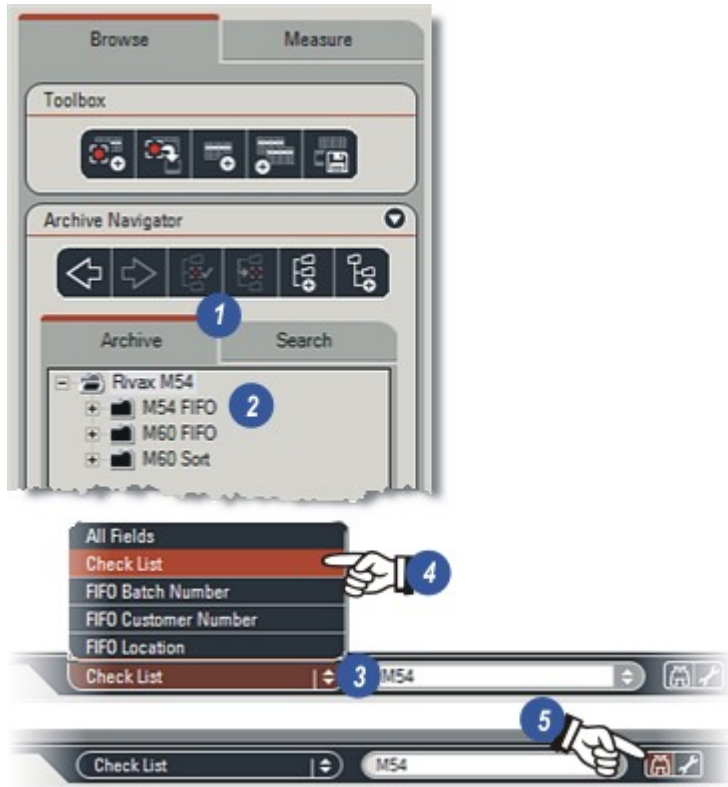 Browse Measure
Toolbox
Archive Navigator
1
Archive Search
Rivax M54
M54 FIFO 2
M60 FIFO
M60 Sort
All Fields
Check List
4
FIFO Batch Number
FIFO Customer Number
FIFO Location
Check List 3 M54
5
Check List M54